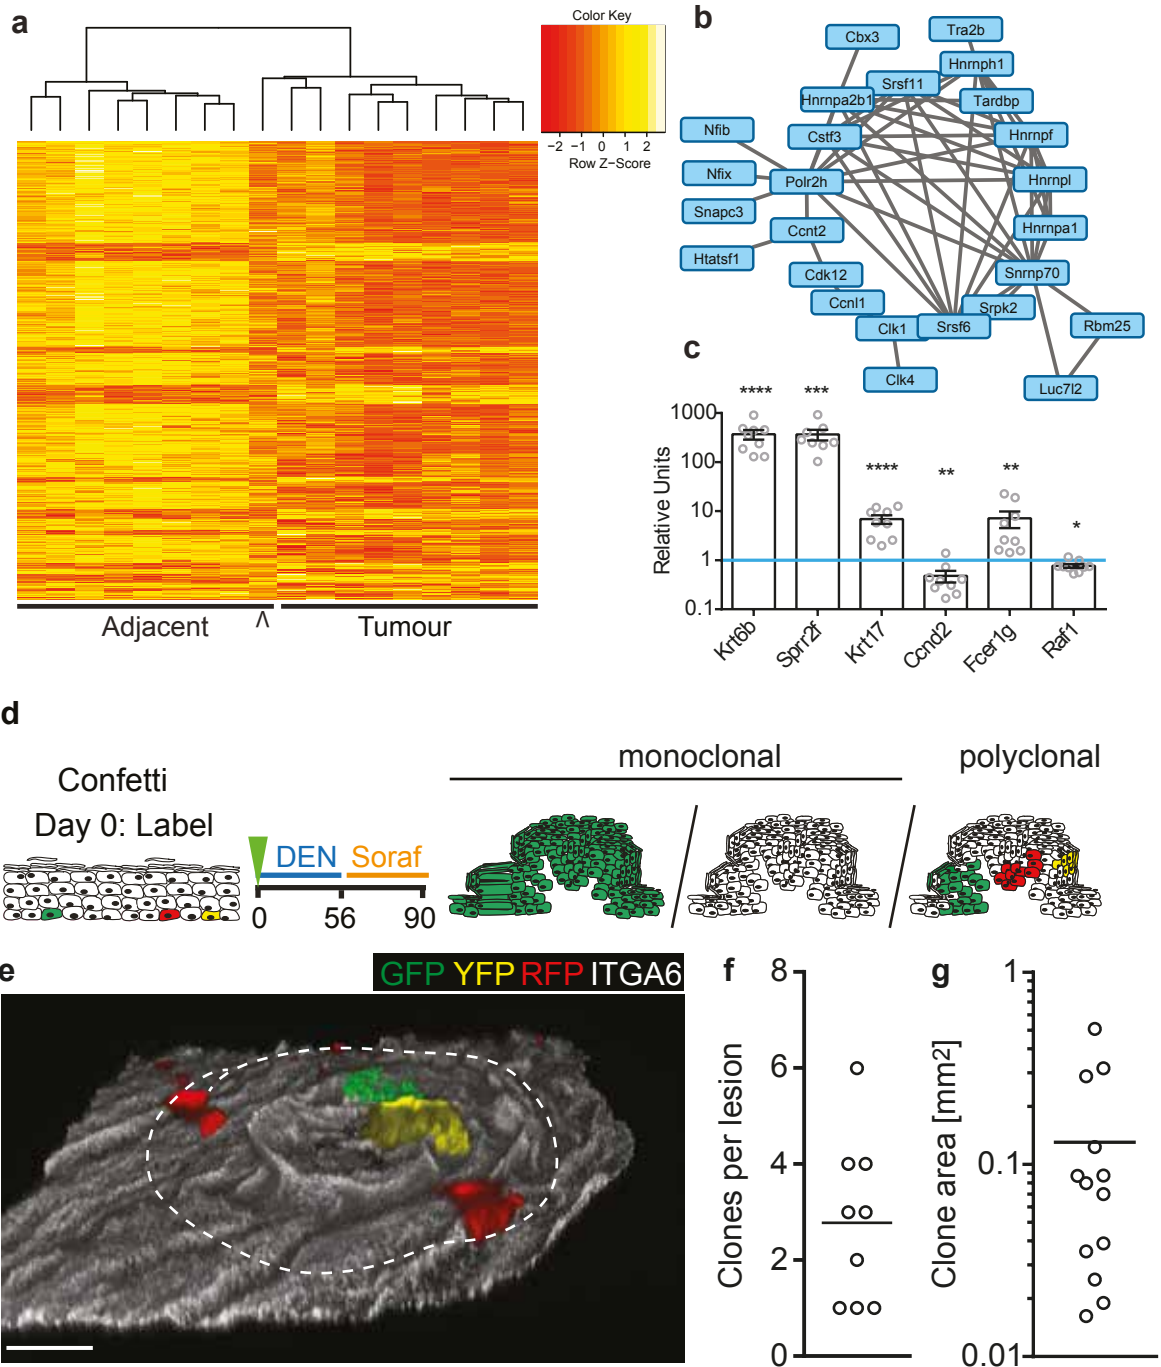 a
Color Key
−2 −1 0 1 2
Row Z−Score
Adjacent
^
Tumour
b
Cbx3
Tra2b
Hnrnph1
Srsf11
Hnrnpa2b1
Tardbp
Nfib
Cstf3
Hnrnpf
Nfix
Polr2h
Hnrnpl
Snapc3
Ccnt2
Hnrnpa1
Htatsf1
Cdk12
Snrnp70
Ccnl1
Srpk2
Clk1
Srsf6
Rbm25
Clk4
Luc7l2
c
**** ***
**** ** **
*
Relative Units
1000
100
10
1
0.1
Krt6b
Sprr2f
Krt17
Ccnd2
Fcer1g
Raf1
d
Confetti
Day 0: Label
DEN Soraf
0 56 90
monoclonal
polyclonal
e
GFP YFP RFP ITGA6
f
Clones per lesion
8
6
4
2
0
g
Clone area [mm2]
1
0.1
0.01